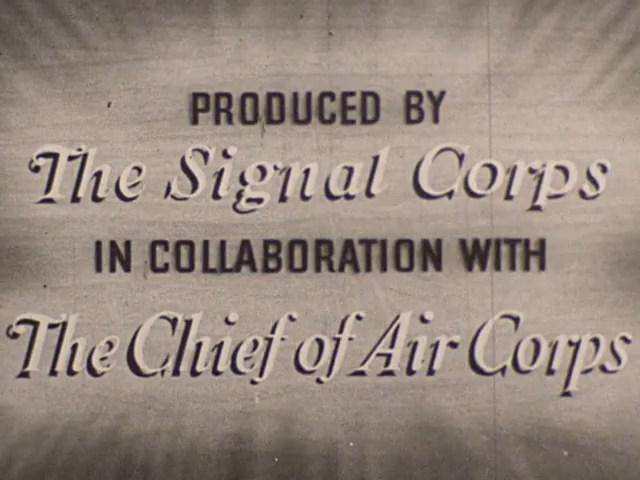 PRODUCED BY
The Signal Corps
IN COLLABORATION WITH
The Chief of Air Corps